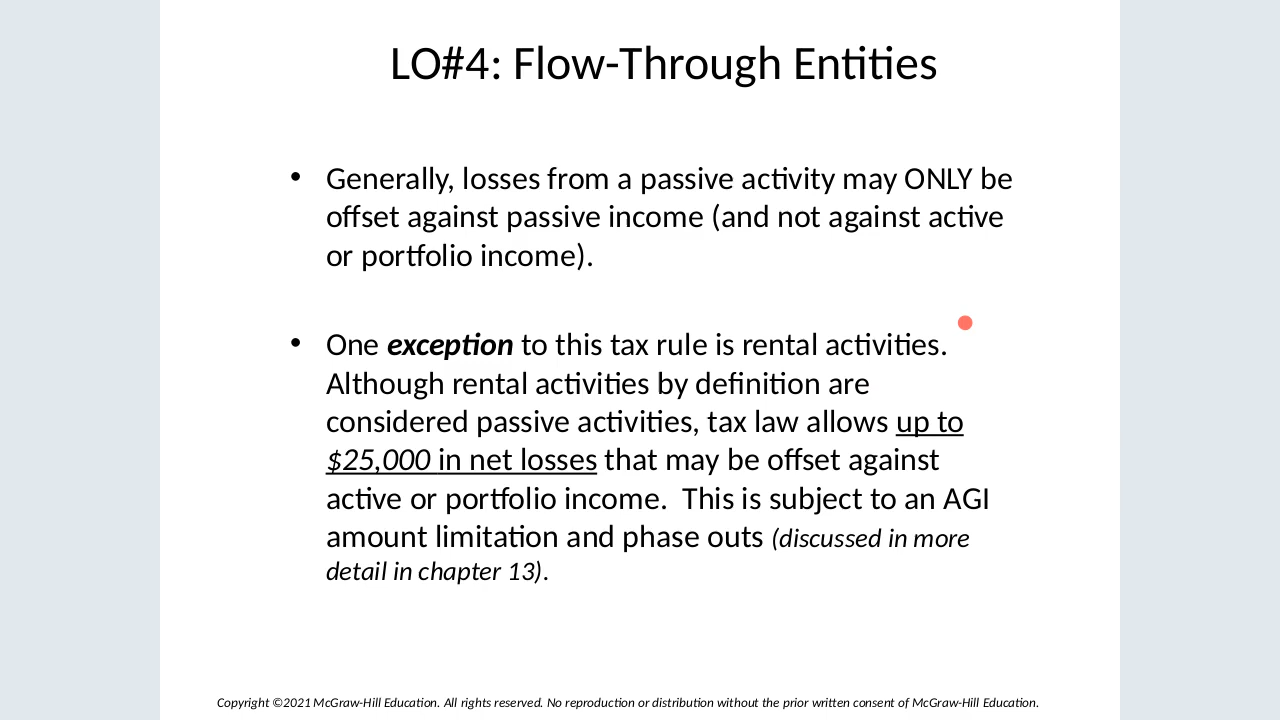 LO#4: Flow-Through Entities
• Generally, losses from a passive activity may ONLY be
offset against passive income (and not against active
or portfolio income).
• One exception to this tax rule is rental activities.
Although rental activities by definition are
considered passive activities, tax law allows up to
$25,000 in net losses that may be offset against
active or portfolio income.  This is subject to an AGI
amount limitation and phase outs (discussed in more
detail in chapter 13).
Copyright ©2021 McGraw-Hill Education. All rights reserved. No reproduction or distribution without the prior written consent of McGraw-Hill Education.